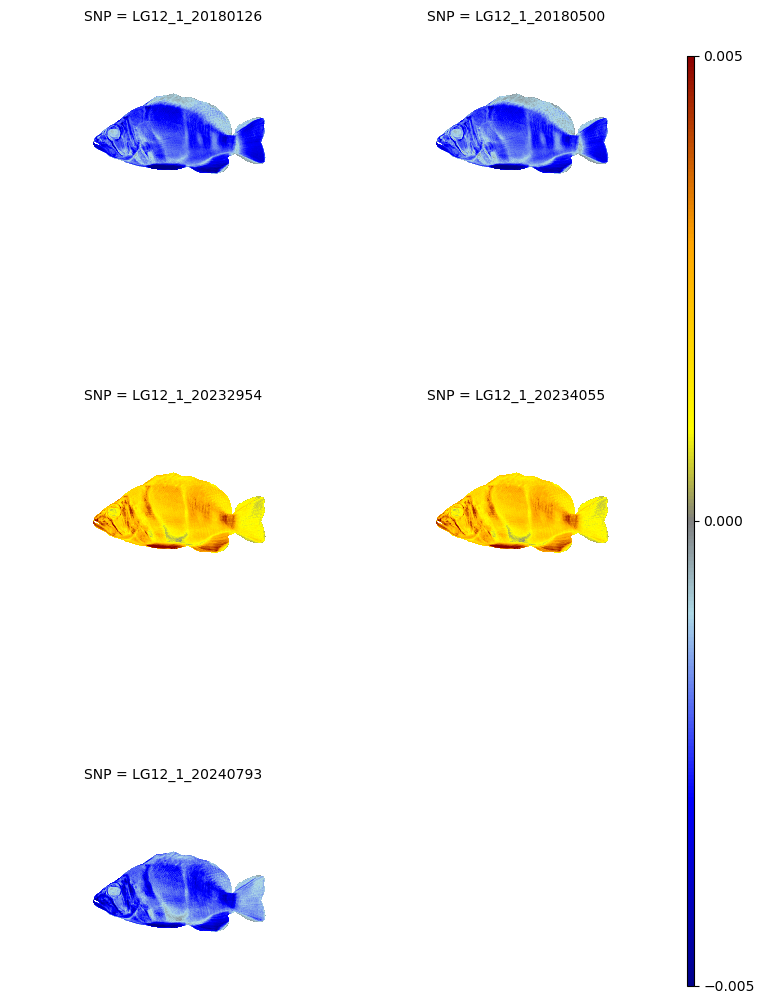 SNP = LG12_1_20180126
SNP = LG12_1_20180500
0.005
SNP = LG12_1_20232954
SNP = LG12_1_20234055
0.000
SNP = LG12_1_20240793
−0.005